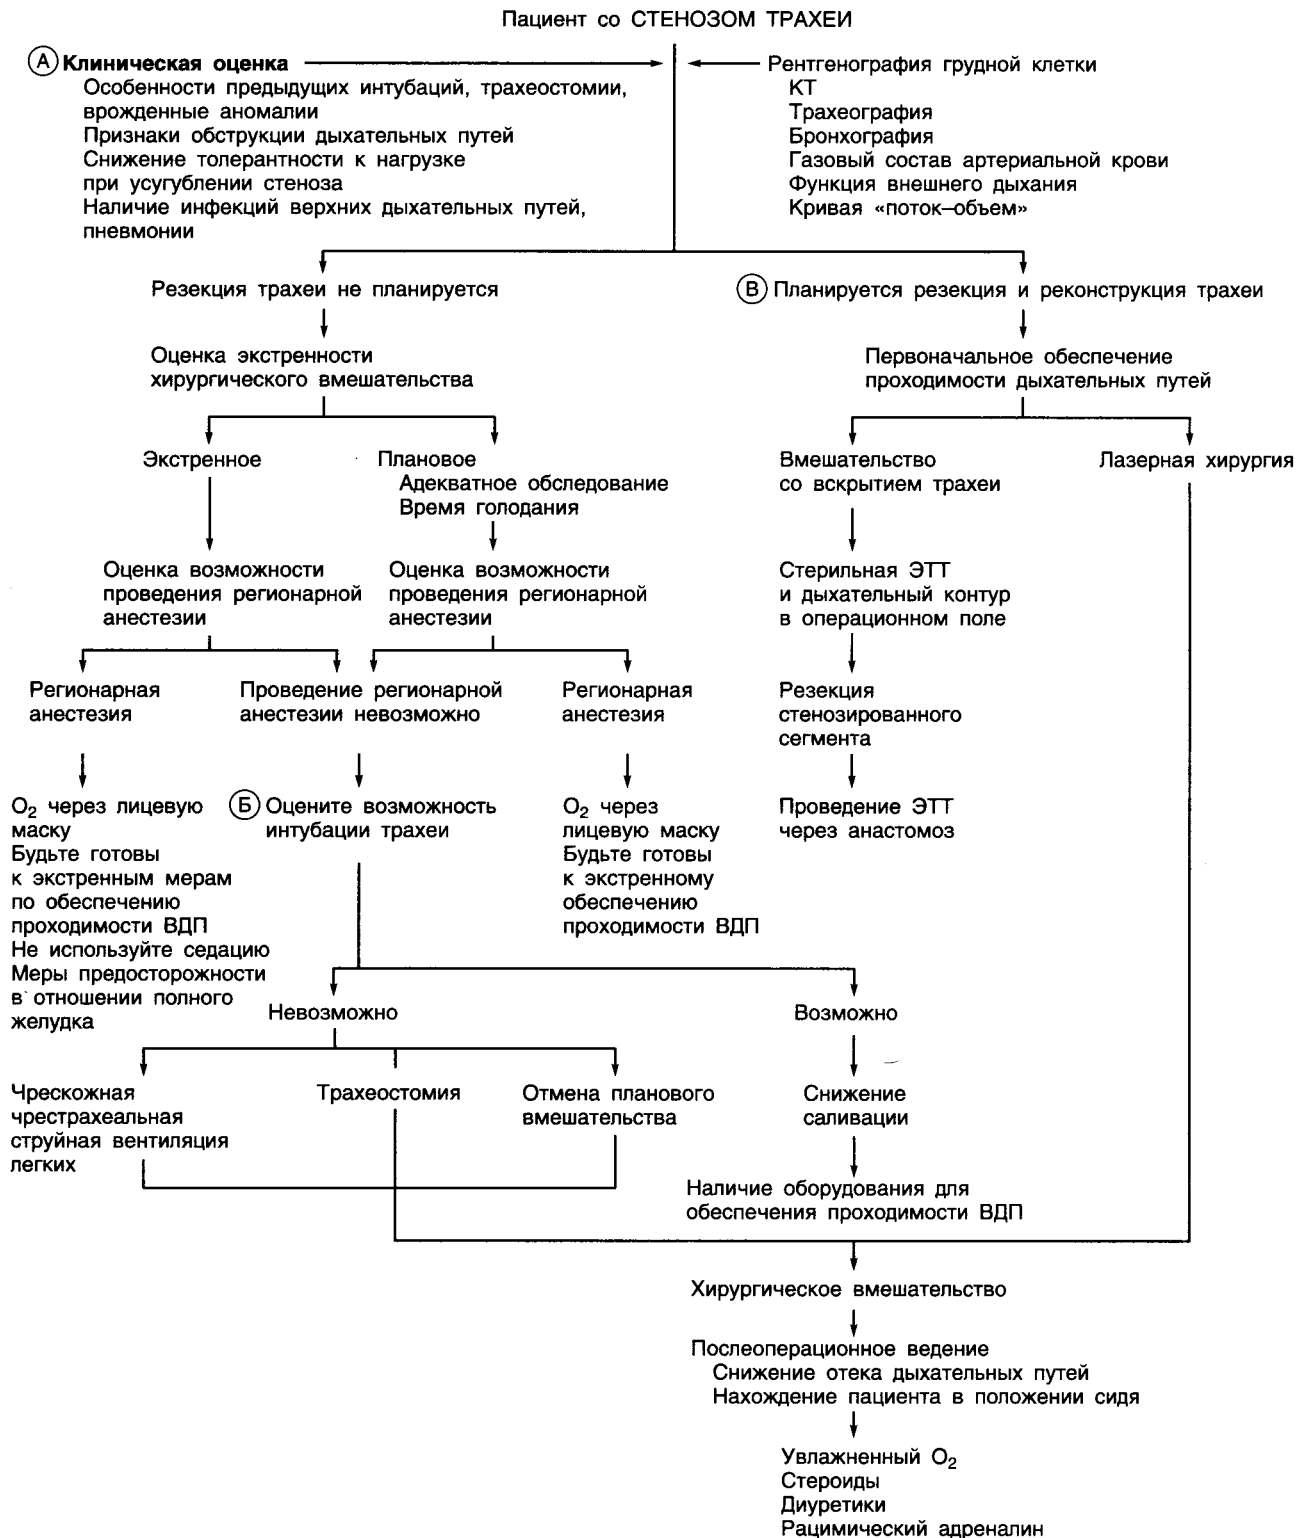 Пациент со СТЕНОЗОМ ТРАХЕИ
А Клиническая оценка
Особенности предыдущих интубаций, трахеостомии,
врожденные аномалии
Признаки обструкции дыхательных путей
Снижение толерантности к нагрузке
при усугублении стеноза
Наличие инфекций верхних дыхательных путей,
пневмонии
Рентгенография грудной клетки
КТ
Трахеография
Бронхография
Газовый состав артериальной крови
Функция внешнего дыхания
Кривая «поток–объем»
Резекция трахеи не планируется
В Планируется резекция и реконструкция трахеи
Оценка экстренности
хирургического вмешательства
Первоначальное обеспечение
проходимости дыхательных путей
Экстренное
Плановое
Адекватное обследование
Время голодания
Вмешательство
со вскрытием трахеи
Лазерная хирургия
Оценка возможности
проведения регионарной
анестезии
Оценка возможности
проведения регионарной
анестезии
Стерильная ЭТТ
и дыхательный контур
в операционном поле
Регионарная
анестезия
Проведение регионарной
анестезии невозможно
Регионарная
анестезия
Резекция
стенозированного
сегмента
O₂ через лицевую
маску
Будьте готовы
к экстренным мерам
по обеспечению
проходимости ВДП
Не используйте седацию
Меры предосторожности
в отношении полного
желудка
Б Оцените возможность
интубации трахеи
O₂ через
лицевую маску
Будьте готовы
к экстренному
обеспечению
проходимости ВДП
Проведение ЭТТ
через анастомоз
Невозможно
Возможно
Чрескожная
чрестрахеальная
струйная вентиляция
легких
Трахеостомия
Отмена планового
вмешательства
Снижение
саливации
Наличие оборудования для
обеспечения проходимости ВДП
Хирургическое вмешательство
Послеоперационное ведение
Снижение отека дыхательных путей
Нахождение пациента в положении сидя
Увлажненный O₂
Стероиды
Диуретики
Рацимический адреналин